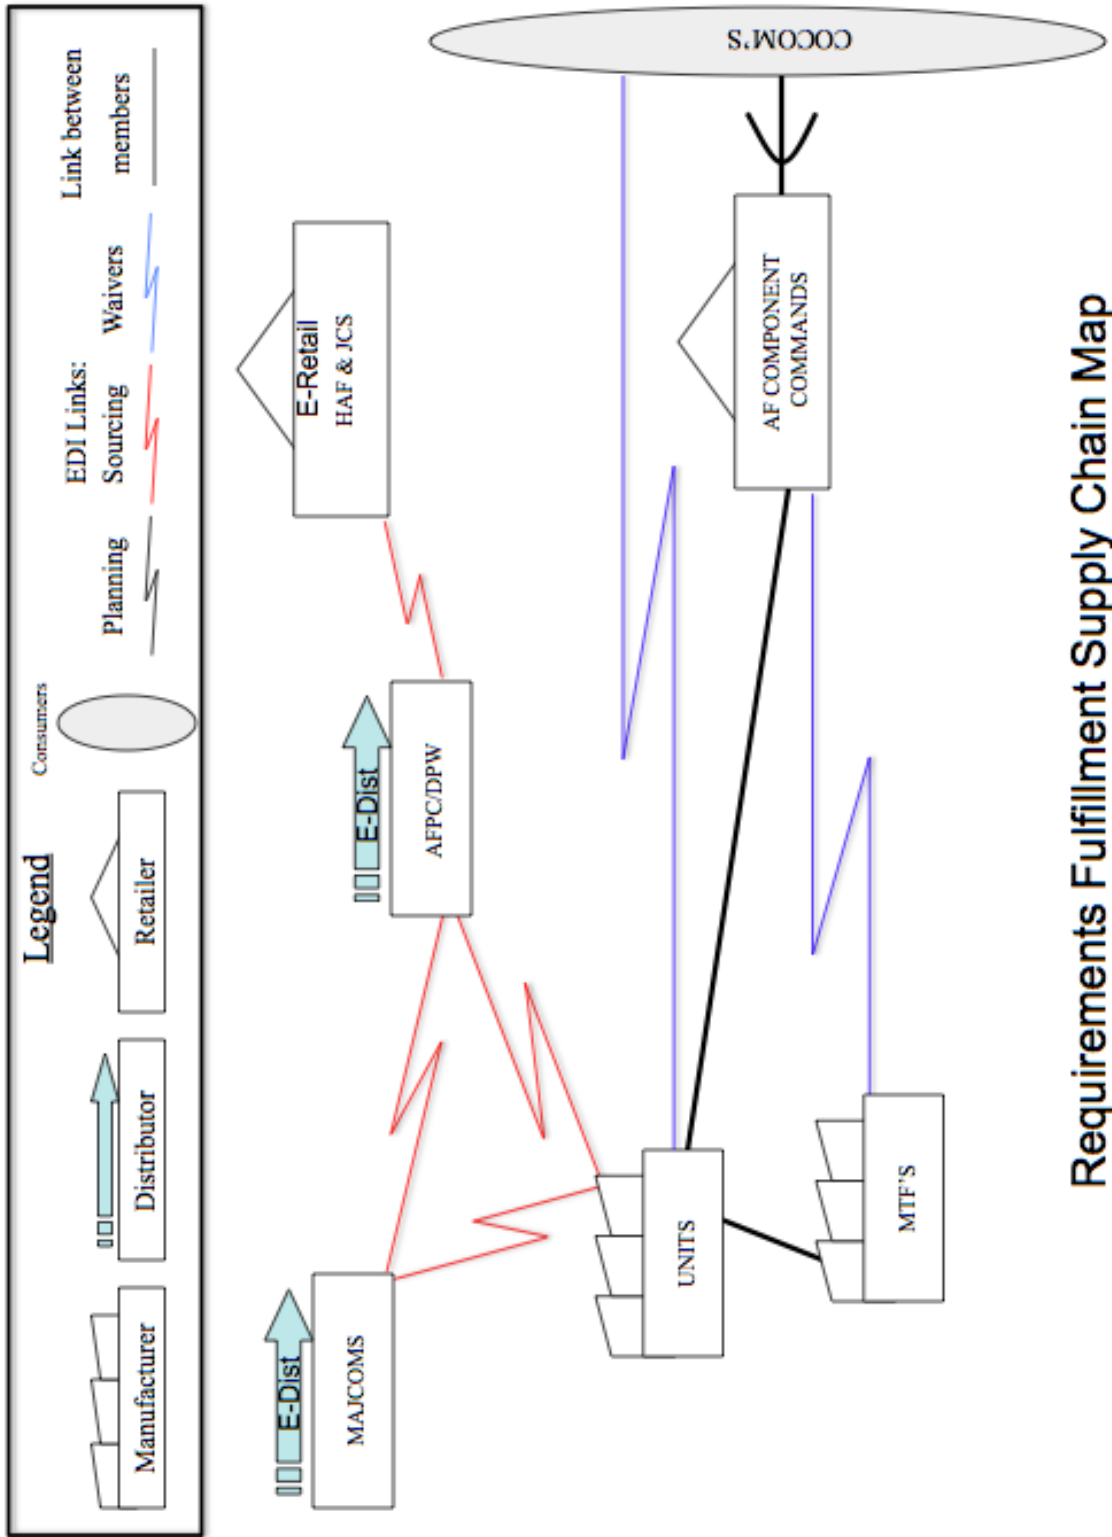 Legend
Manufacturer
Distributor
Retailer
Consumers
EDI Links:
Planning
Sourcing
Waivers
Link between
members
E-Dist
MAJCOMS
E-Dist
AFPC/DPW
E-Retail
HAF & JCS
UNITS
MTF'S
AF COMPONENT
COMMANDS
COCOM'S
Requirements Fulfillment Supply Chain Map